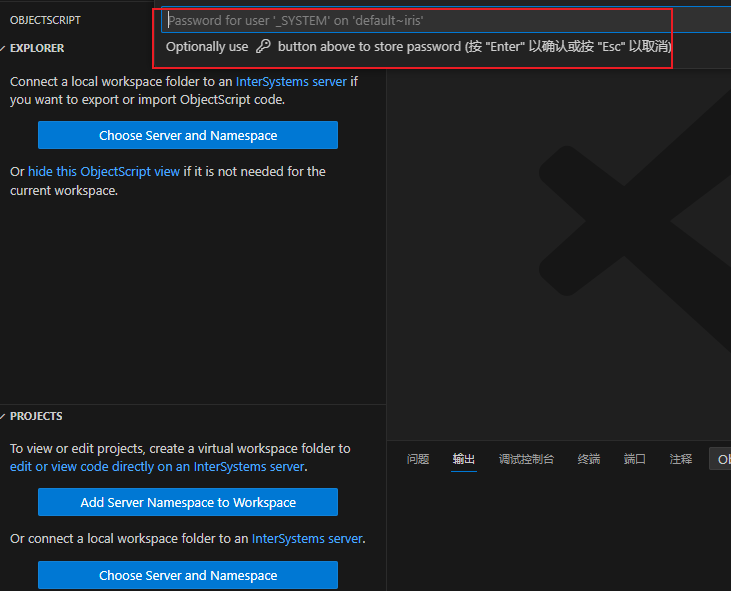 OBJECTSCRIPT
Password for user '_SYSTEM' on 'default~iris'
Optionally use button above to store password (按 "Enter" 以确认或按 "Esc" 以取消)
EXPLORER
Connect a local workspace folder to an InterSystems server if
you want to export or import ObjectScript code.
Choose Server and Namespace
Or hide this ObjectScript view if it is not needed for the
current workspace.
PROJECTS
To view or edit projects, create a virtual workspace folder to
edit or view code directly on an InterSystems server.
Add Server Namespace to Workspace
Or connect a local workspace folder to an InterSystems server.
Choose Server and Namespace
问题 输出 调试控制台 终端 端口 注释